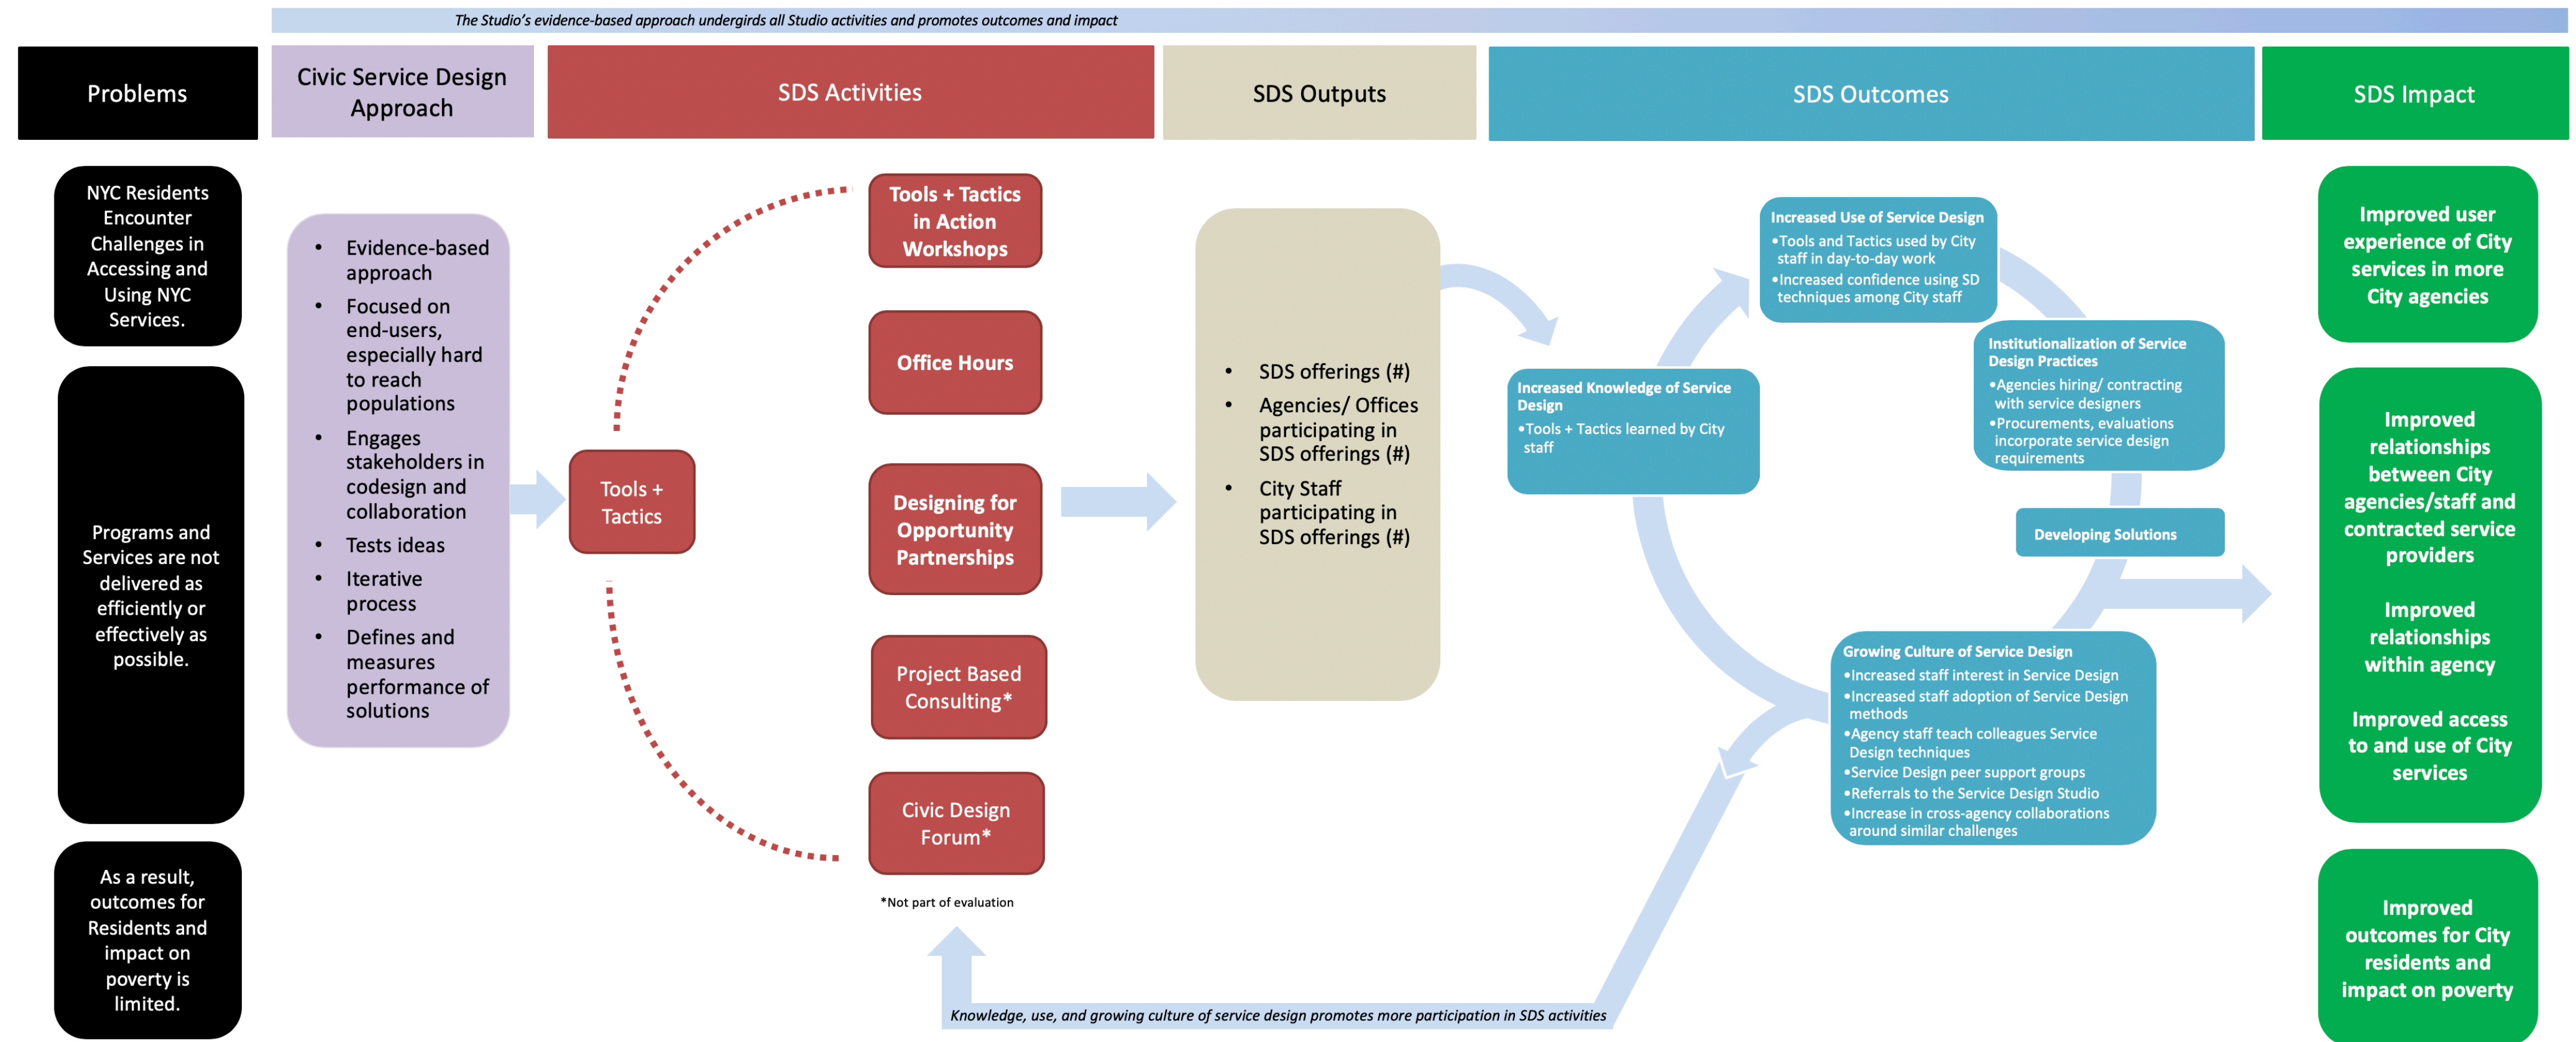 The Studio's evidence-based approach undergirds all Studio activities and promotes outcomes and impact
Problems
Civic Service Design
Approach
SDS Activities
SDS Outputs
SDS Outcomes
SDS Impact
NYC Residents
Encounter
Challenges in
Accessing and
Using NYC
Services.
Programs and
Services are not
delivered as
efficiently or
effectively as
possible.
As a result,
outcomes for
Residents and
impact on
poverty is
limited.
• Evidence-based
approach
• Focused on
end-users,
especially hard
to reach
populations
• Engages
stakeholders in
codesign and
collaboration
• Tests ideas
• Iterative
process
• Defines and
measures
performance of
solutions
Tools +
Tactics
Tools + Tactics
in Action
Workshops
Office Hours
Designing for
Opportunity
Partnerships
Project Based
Consulting*
Civic Design
Forum*
*Not part of evaluation
• SDS offerings (#)
• Agencies/ Offices
participating in
SDS offerings (#)
• City Staff
participating in
SDS offerings (#)
Increased Knowledge of Service
Design
•Tools + Tactics learned by City
staff
Increased Use of Service Design
•Tools and Tactics used by City
staff in day-to-day work
•Increased confidence using SD
techniques among City staff
Institutionalization of Service
Design Practices
•Agencies hiring/ contracting
with service designers
•Procurements, evaluations
incorporate service design
requirements
Developing Solutions
Growing Culture of Service Design
•Increased staff interest in Service Design
•Increased staff adoption of Service Design
methods
•Agency staff teach colleagues Service
Design techniques
•Service Design peer support groups
•Referrals to the Service Design Studio
•Increase in cross-agency collaborations
around similar challenges
Knowledge, use, and growing culture of service design promotes more participation in SDS activities
Improved user
experience of City
services in more
City agencies
Improved
relationships
between City
agencies/staff and
contracted service
providers
Improved
relationships
within agency
Improved access
to and use of City
services
Improved
outcomes for City
residents and
impact on poverty